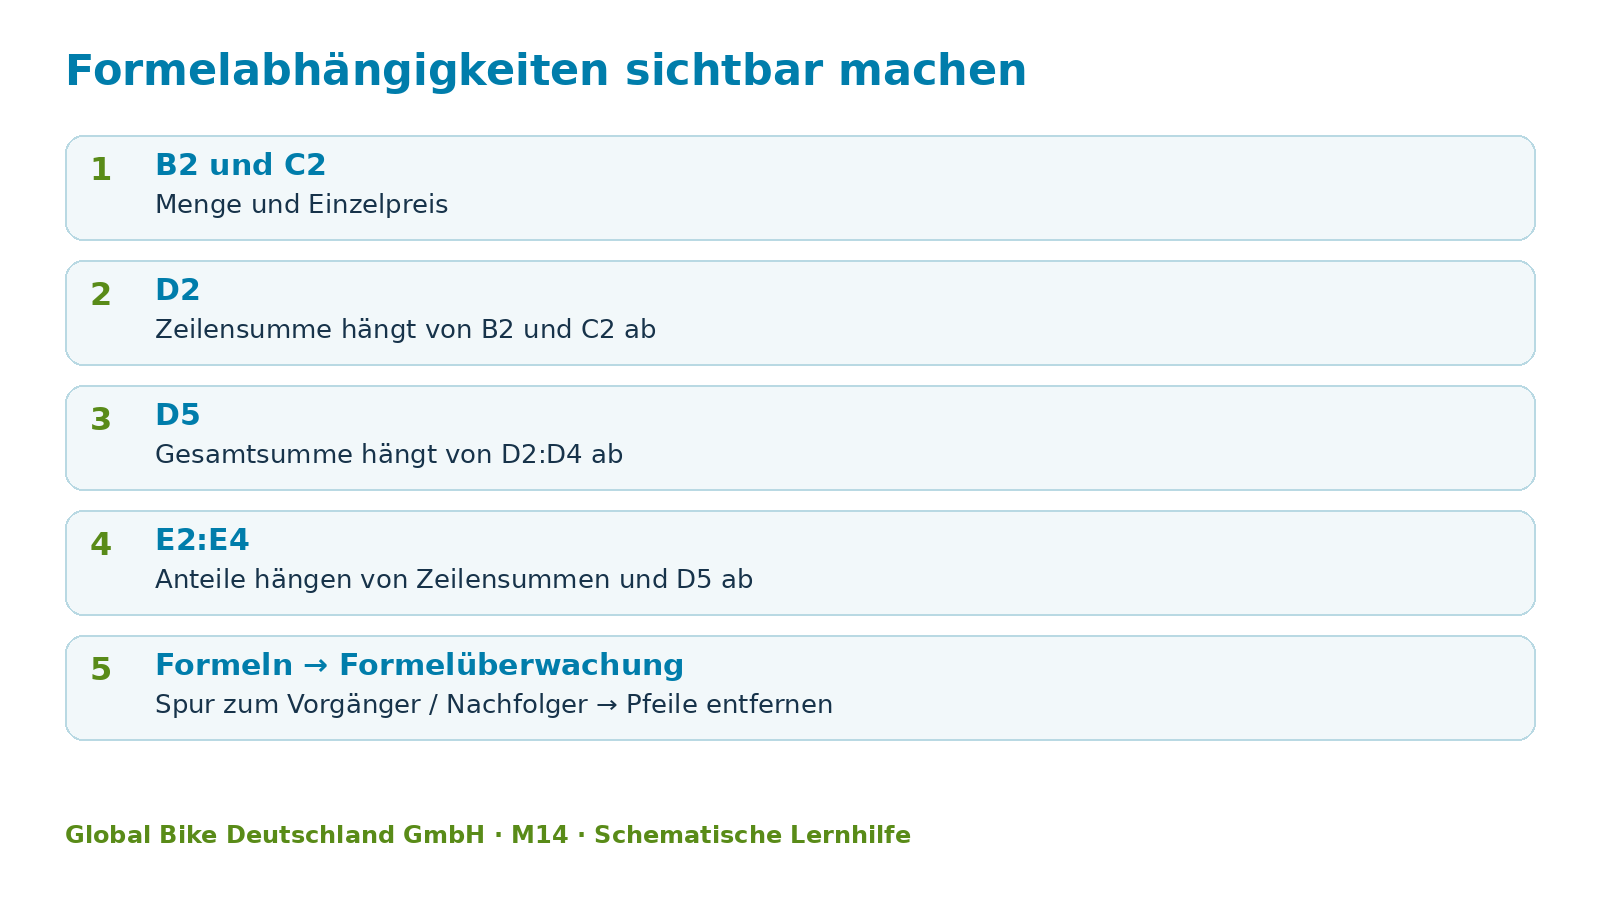 Formelabhängigkeiten sichtbar machen
1 B2 und C2
Menge und Einzelpreis
2 D2
Zeilensumme hängt von B2 und C2 ab
3 D5
Gesamtsumme hängt von D2:D4 ab
4 E2:E4
Anteile hängen von Zeilensummen und D5 ab
5 Formeln → Formelüberwachung
Spur zum Vorgänger / Nachfolger → Pfeile entfernen
Global Bike Deutschland GmbH · M14 · Schematische Lernhilfe